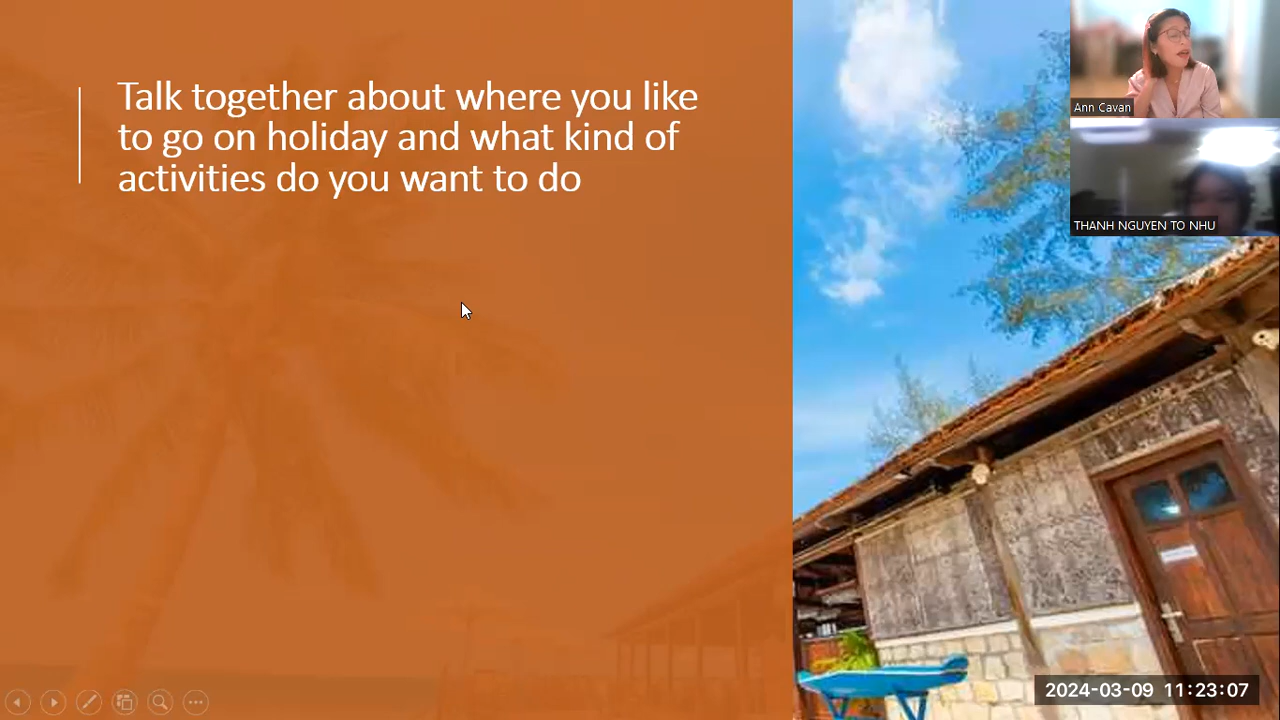 Talk together about where you like
to go on holiday and what kind of
activities do you want to do
Ann Cavan
THANH NGUYEN TO NHU
2024-03-09 11:23:07